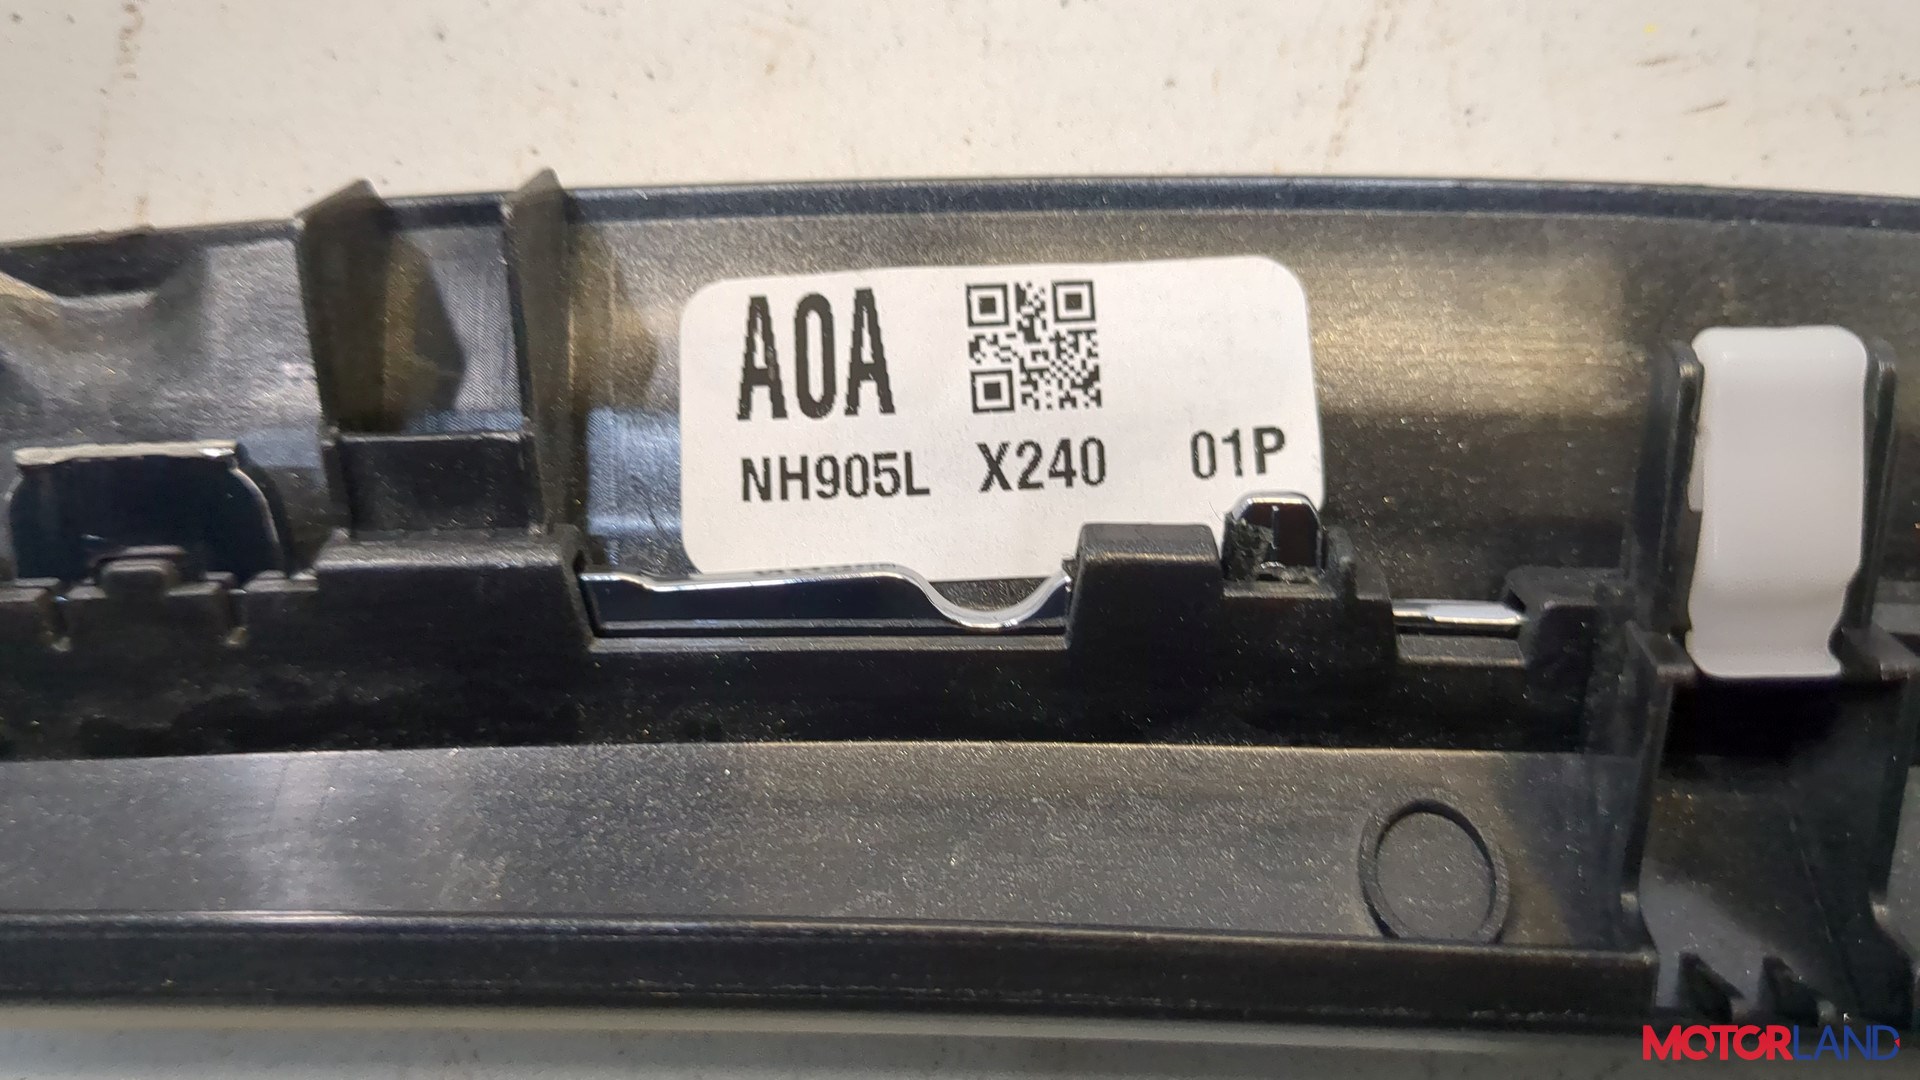 A0A
NH905L X240 01P
MOTORLAND